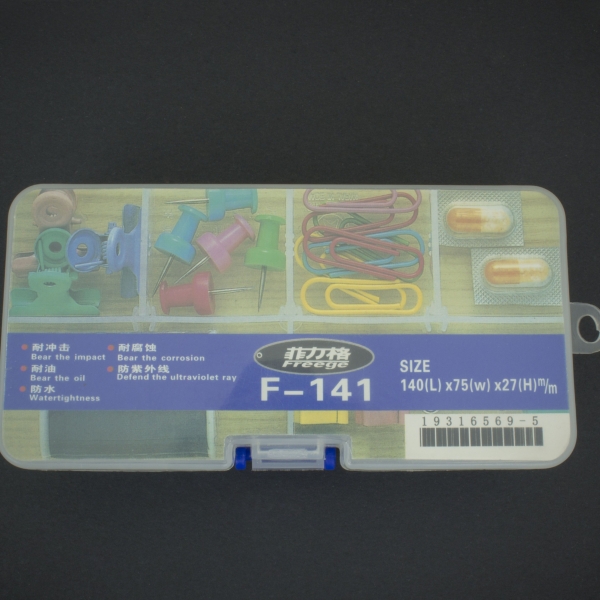 • 耐冲击 • 耐腐蚀
Bear the impact Bear the corrosion
• 耐油 • 防紫外线
Bear the oil Defend the ultraviolet ray
• 防水
Watertightness
菲力格
Freege
F-141
SIZE
140(L) x75(w) x27(H)m/m
19316569-5